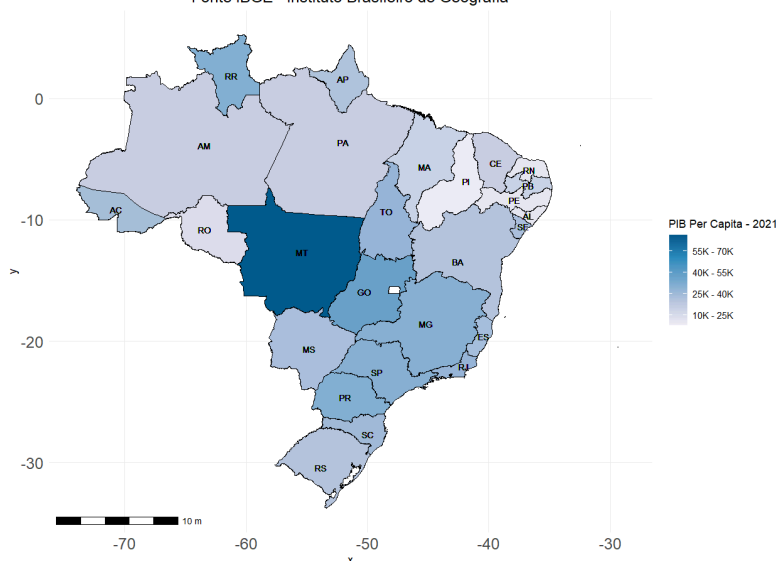 Fonte IBGE - Instituto Brasileiro de Geografia
RR
AP
0
AM
PA
MA
CE
RN
PI
PB
PE
AC
TO
AL
-10
SE
RO
PIB Per Capita - 2021
MT
55K - 70K
BA
40K - 55K
y
GO
25K - 40K
10K - 25K
MG
ES
-20
MS
RJ
SP
PR
SC
-30
RS
10 m
-70
-60
-50
-40
-30
x